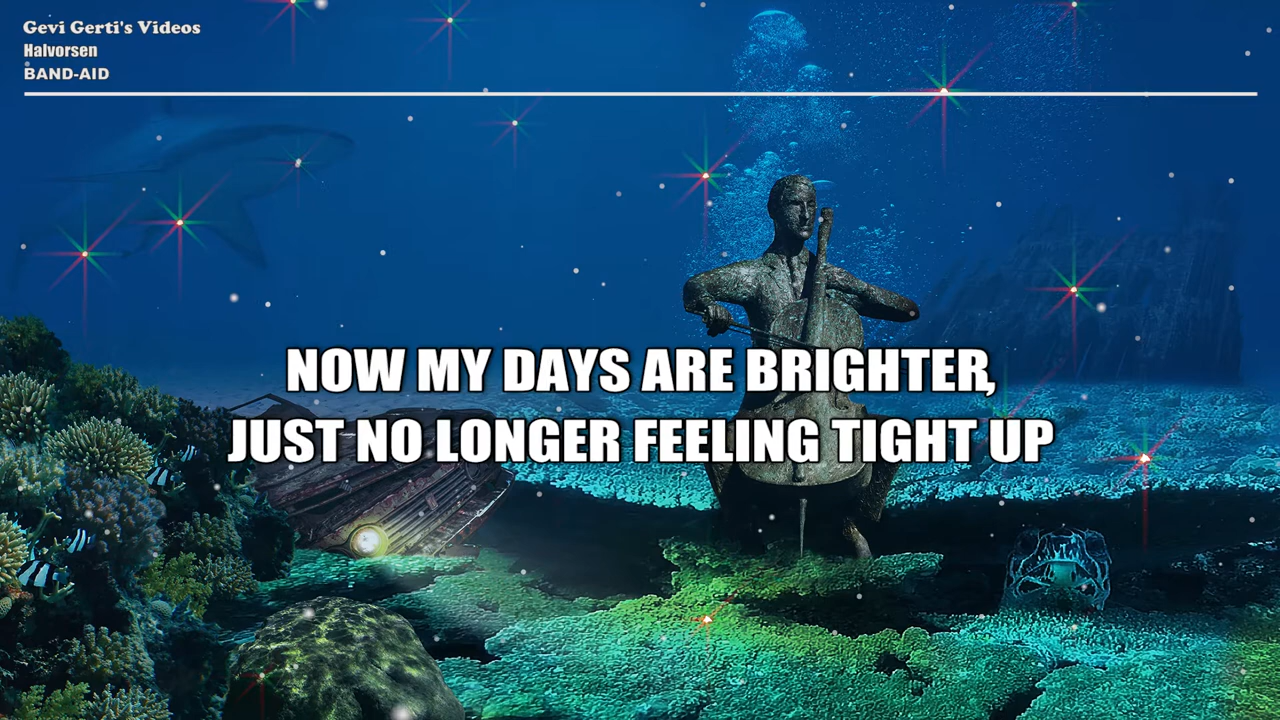 Gevi Gerti's Videos
Halvorsen
BAND-AID
NOW MY DAYS ARE BRIGHTER,
JUST NO LONGER FEELING TIGHT UP